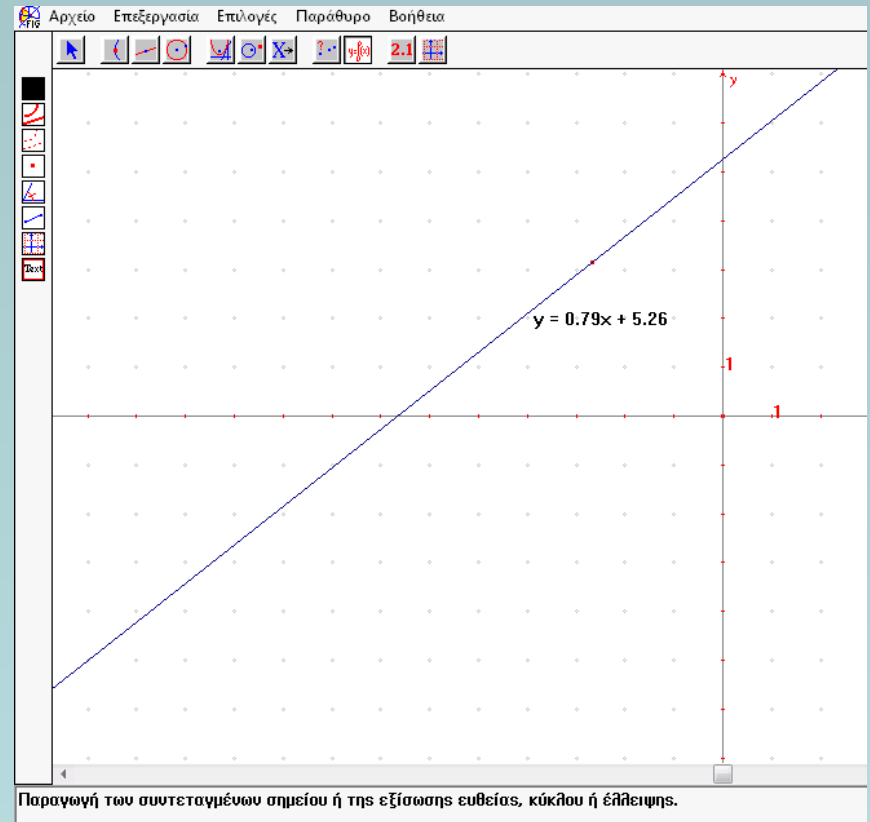 FIG
Αρχείο Επεξεργασία Επιλογές Παράθυρο Βοήθεια
X→ ? y=f(x) 2.1
Text
y
y = 0.79x + 5.26
1
1
Παραγωγή των συντεταγμένων σημείου ή της εξίσωσης ευθείας, κύκλου ή έλλειψης.